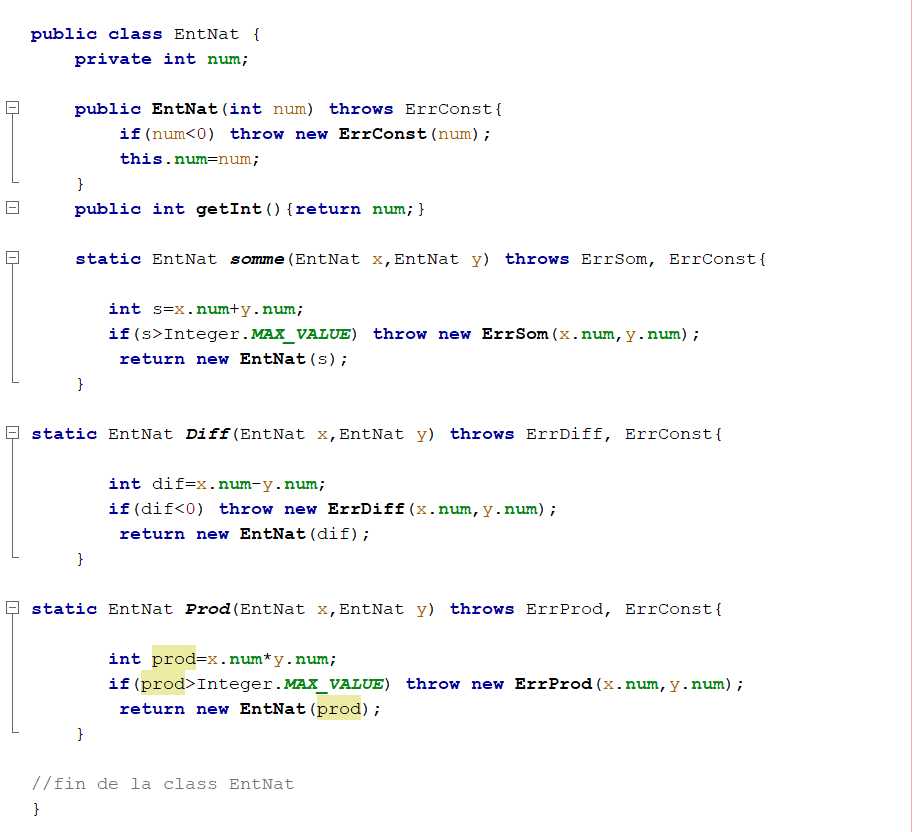 public class EntNat {
    private int num;
    public EntNat(int num) throws ErrConst{
        if(num<0) throw new ErrConst(num);
        this.num=num;
    }
    public int getInt(){return num;}
    static EntNat somme(EntNat x,EntNat y) throws ErrSom, ErrConst{
       int s=x.num+y.num;
       if(s>Integer.MAX_VALUE) throw new ErrSom(x.num,y.num);
        return new EntNat(s);
    }
static EntNat Diff(EntNat x,EntNat y) throws ErrDiff, ErrConst{
       int dif=x.num-y.num;
       if(dif<0) throw new ErrDiff(x.num,y.num);
        return new EntNat(dif);
    }
static EntNat Prod(EntNat x,EntNat y) throws ErrProd, ErrConst{
       int prod=x.num*y.num;
       if(prod>Integer.MAX_VALUE) throw new ErrProd(x.num,y.num);
        return new EntNat(prod);
    }
//fin de la class EntNat
}